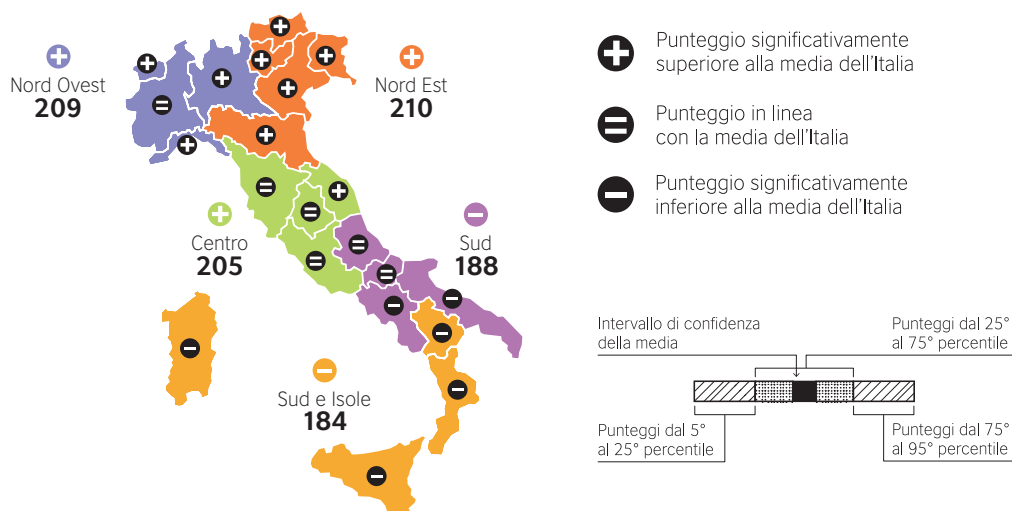 Nord Ovest
209
Nord Est
210
Centro
205
Sud
188
Sud e Isole
184
Punteggio significativamente
superiore alla media dell'Italia
Punteggio in linea
con la media dell'Italia
Punteggio significativamente
inferiore alla media dell'Italia
Intervallo di confidenza
della media
Punteggi dal 25°
al 75° percentile
Punteggi dal 5°
al 25° percentile
Punteggi dal 75°
al 95° percentile